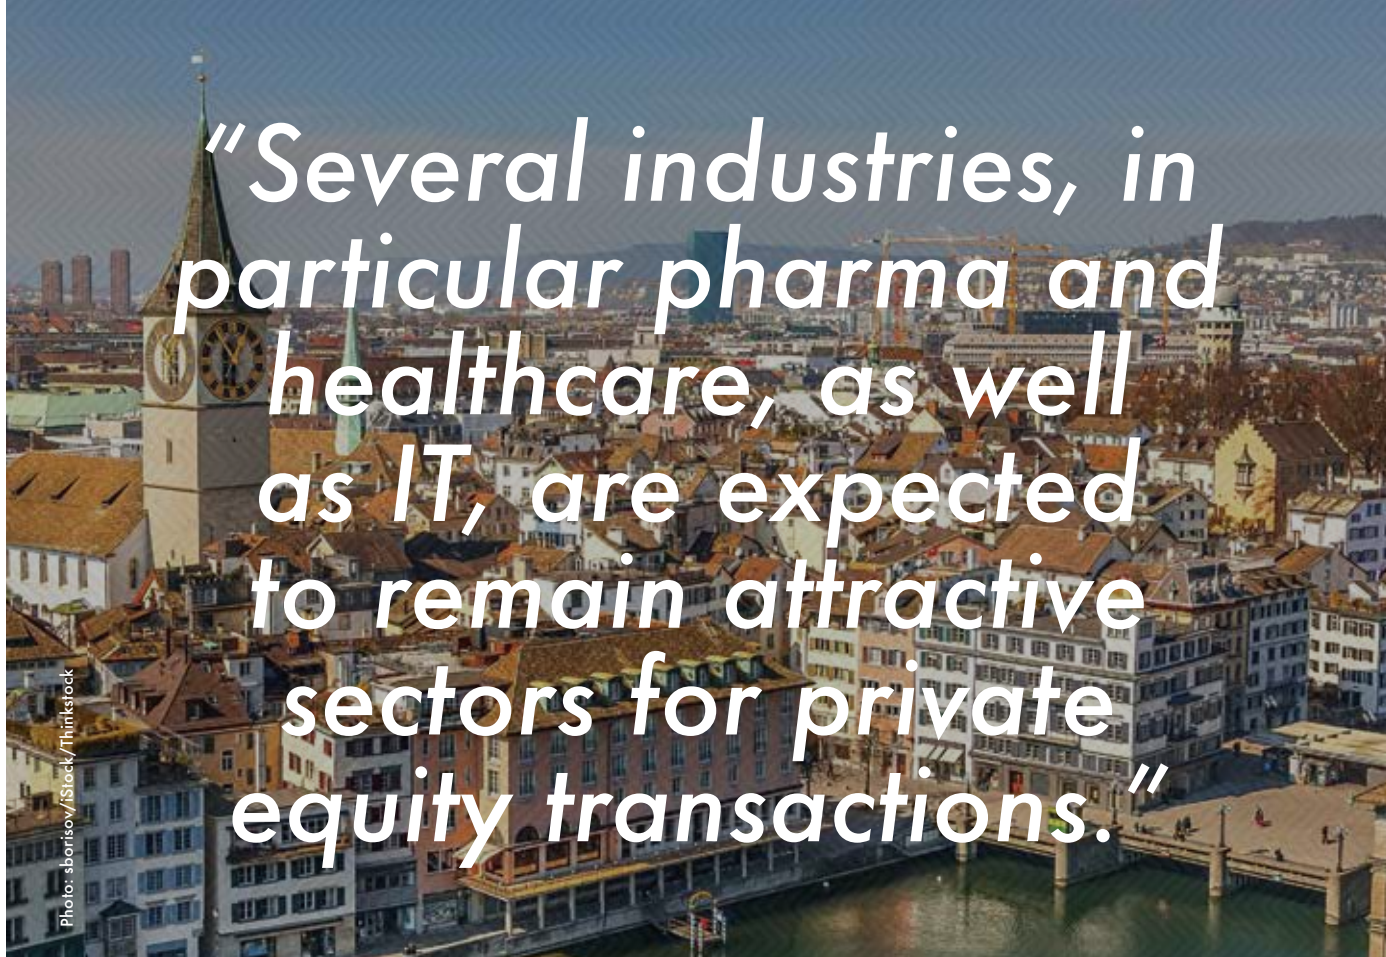 “Several industries, in
particular pharma and
healthcare, as well
as IT, are expected
to remain attractive
sectors for private
equity transactions.”
Photo: sborisov/iStock/Thinkstock